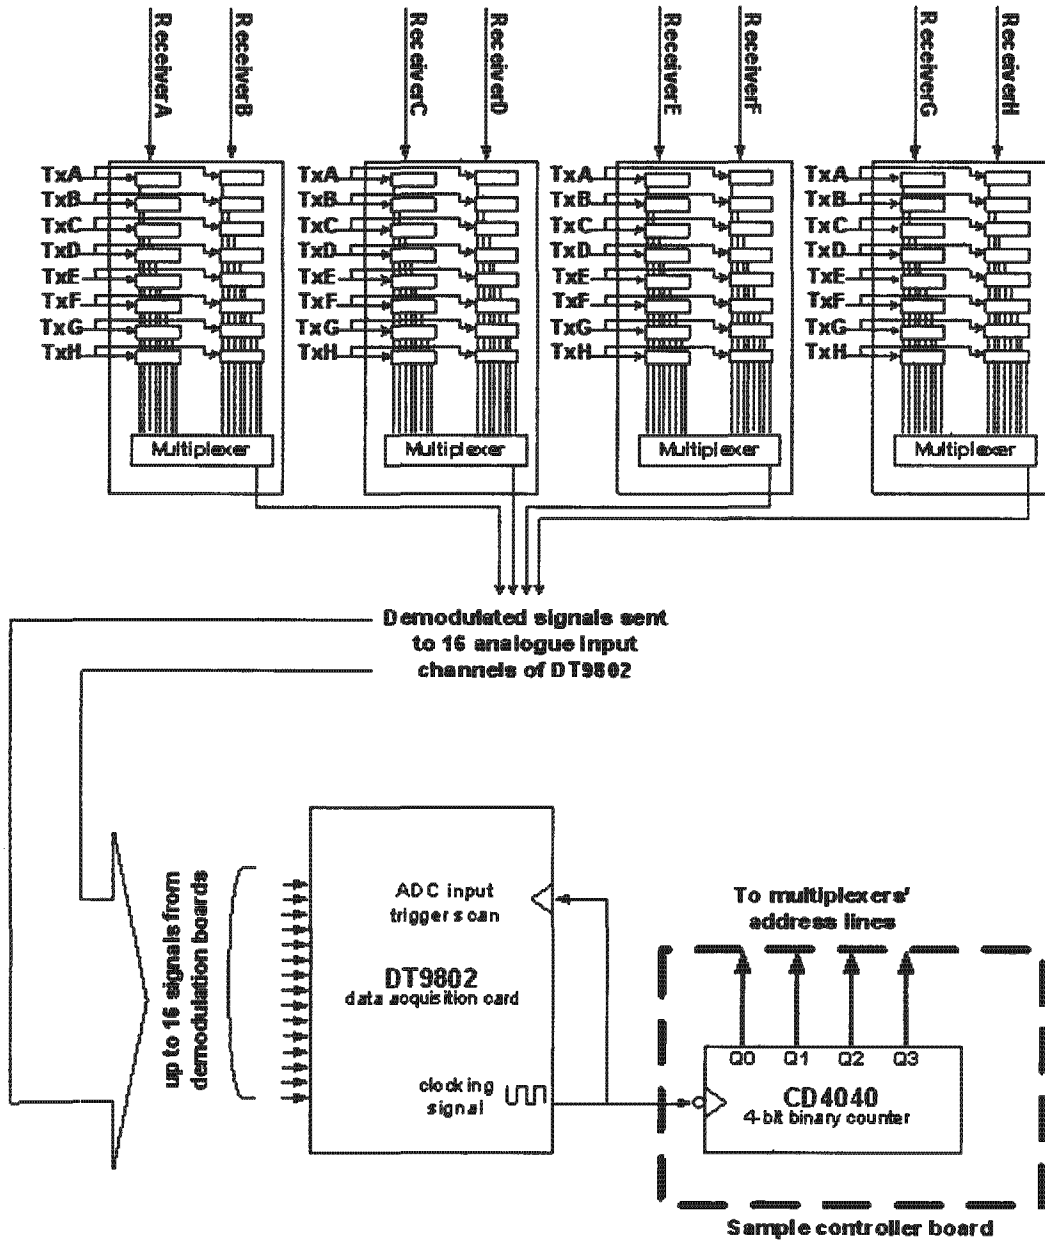 ReceiverA
ReceiverB
ReceiverC
ReceiverD
ReceiverE
ReceiverF
ReceiverG
ReceiverH
TxA
TxB
TxC
TxD
TxE
TxF
TxG
TxH
Multiplexer
TxA
TxB
TxC
TxD
TxE
TxF
TxG
TxH
Multiplexer
TxA
TxB
TxC
TxD
TxE
TxF
TxG
TxH
Multiplexer
TxA
TxB
TxC
TxD
TxE
TxF
TxG
TxH
Multiplexer
Demodulated signals sent
to 16 analogue input
channels of DT9802
up to 16 signals from
demodulation boards
ADC input
trigger scan
DT9802
data acquisition card
clocking
signal
To multiplexers'
address lines
Q0 Q1 Q2 Q3
CD4040
4-bit binary counter
Sample controller board